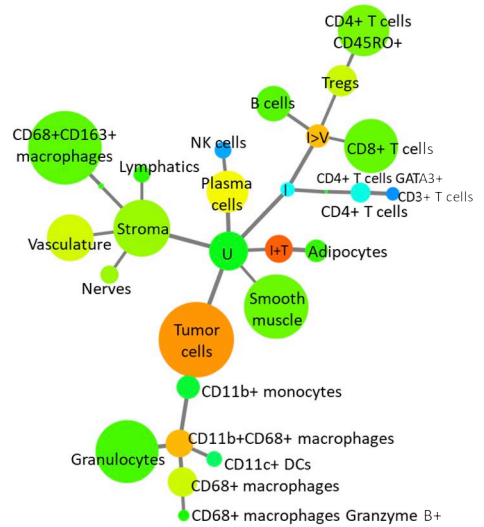 CD4+ T cells
CD45RO+
Tregs
B cells
I>V
CD8+ T cells
CD68+CD163+
macrophages
NK cells
Lymphatics
Plasma
cells
CD4+ T cells GATA3+
I
CD3+ T cells
CD4+ T cells
Stroma
Vasculature
U
I+T
Adipocytes
Nerves
Smooth
muscle
Tumor
cells
CD11b+ monocytes
CD11b+CD68+ macrophages
Granulocytes
CD11c+ DCs
CD68+ macrophages
CD68+ macrophages Granzyme B+